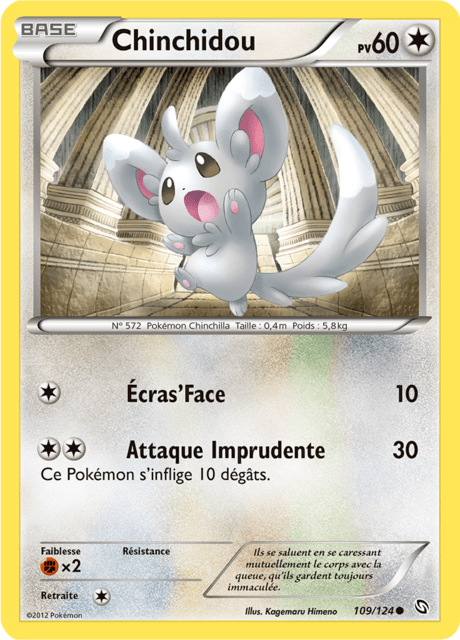 BASE
Chinchidou
PV60
N° 572 Pokémon Chinchilla Taille : 0,4m Poids : 5,8kg
Écras’Face 10
Attaque Imprudente 30
Ce Pokémon s’inflige 10 dégâts.
Faiblesse Résistance
×2
Retraite
Ils se saluent en se caressant
mutuellement le corps avec la
queue, qu’ils gardent toujours
immaculée.
©2012 Pokémon
Illus. Kagemaru Himeno 109/124